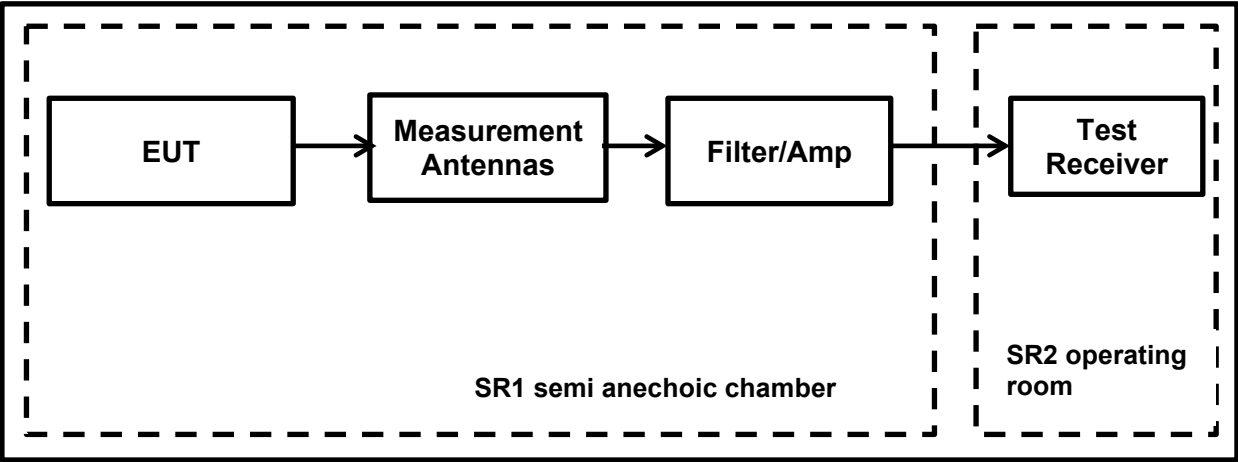 EUT
Measurement
Antennas
Filter/Amp
Test
Receiver
SR1 semi anechoic chamber
SR2 operating
room